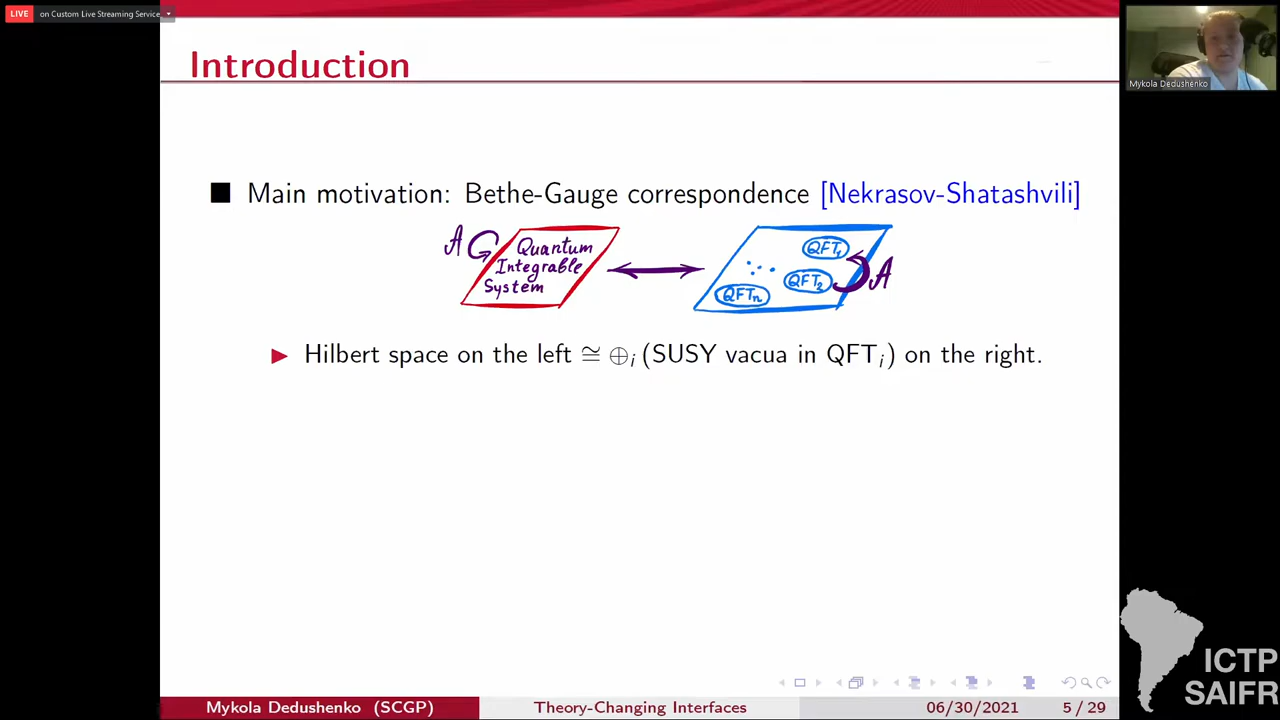 LIVE on Custom Live Streaming Service
Introduction
Mykola Dedushenko
Main motivation: Bethe-Gauge correspondence [Nekrasov-Shatashvili]
A Quantum Integrable System
QFT₁
QFT₂
QFTₙ
A
Hilbert space on the left ≅ ⊕ᵢ (SUSY vacua in QFTᵢ) on the right.
ICTP
SAIFR
Mykola Dedushenko (SCGP) Theory-Changing Interfaces 06/30/2021 5 / 29